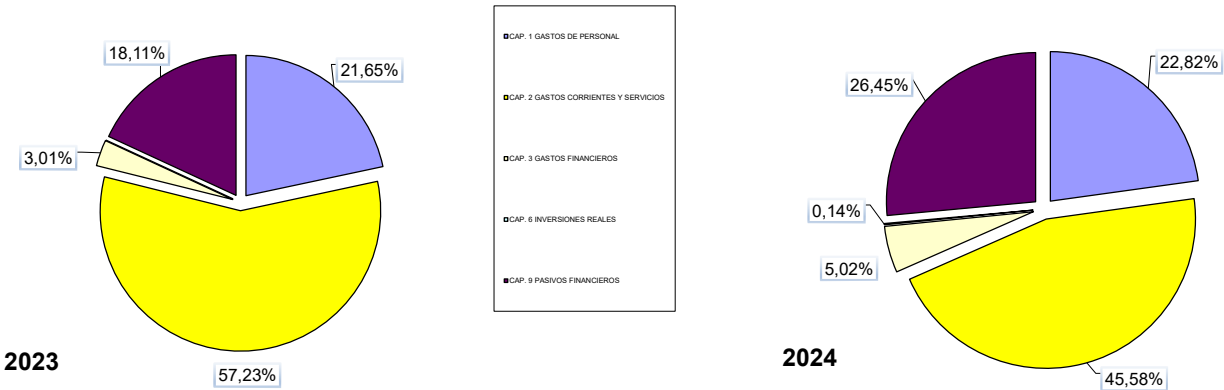 18,11%
21,65%
3,01%
57,23%
2023
CAP. 1 GASTOS DE PERSONAL
CAP. 2 GASTOS CORRIENTES Y SERVICIOS
CAP. 3 GASTOS FINANCIEROS
CAP. 6 INVERSIONES REALES
CAP. 9 PASIVOS FINANCIEROS
22,82%
26,45%
0,14%
5,02%
45,58%
2024